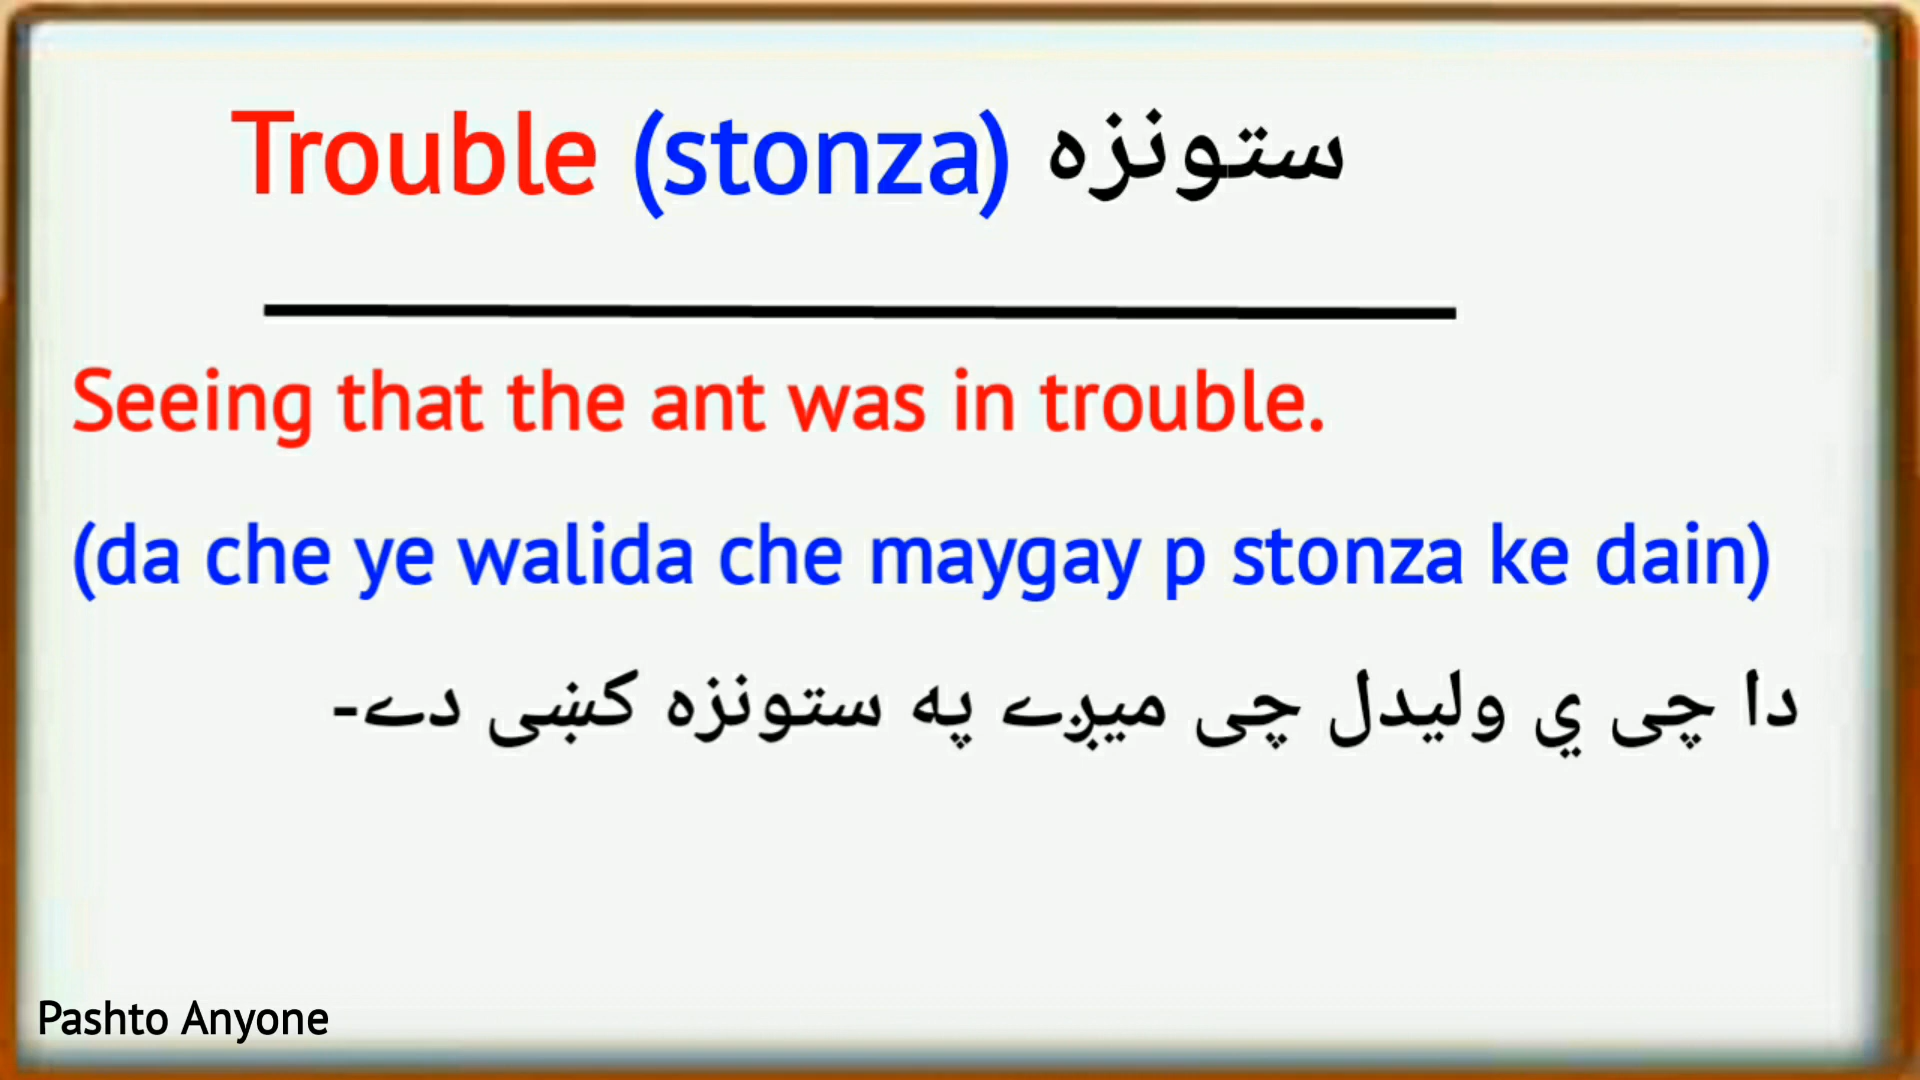 Trouble (stonza) ستونزه
Seeing that the ant was in trouble.
(da che ye walida che maygay p stonza ke dain)
دا چی ي ولیدل چی میږے په ستونزه کښی دے-
Pashto Anyone